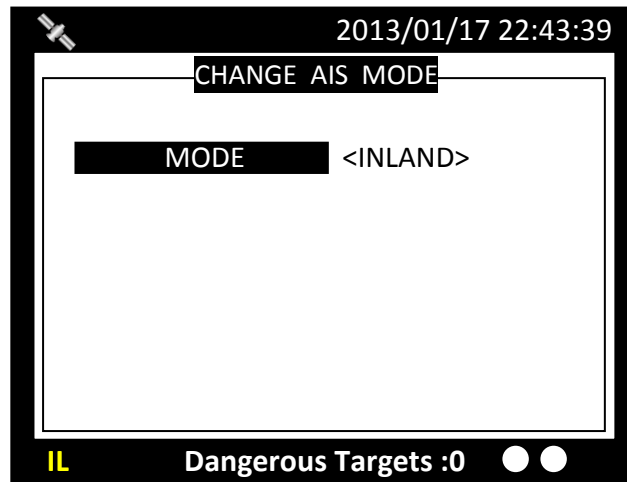 2013/01/17 22:43:39
CHANGE AIS MODE
MODE <INLAND>
IL Dangerous Targets :0